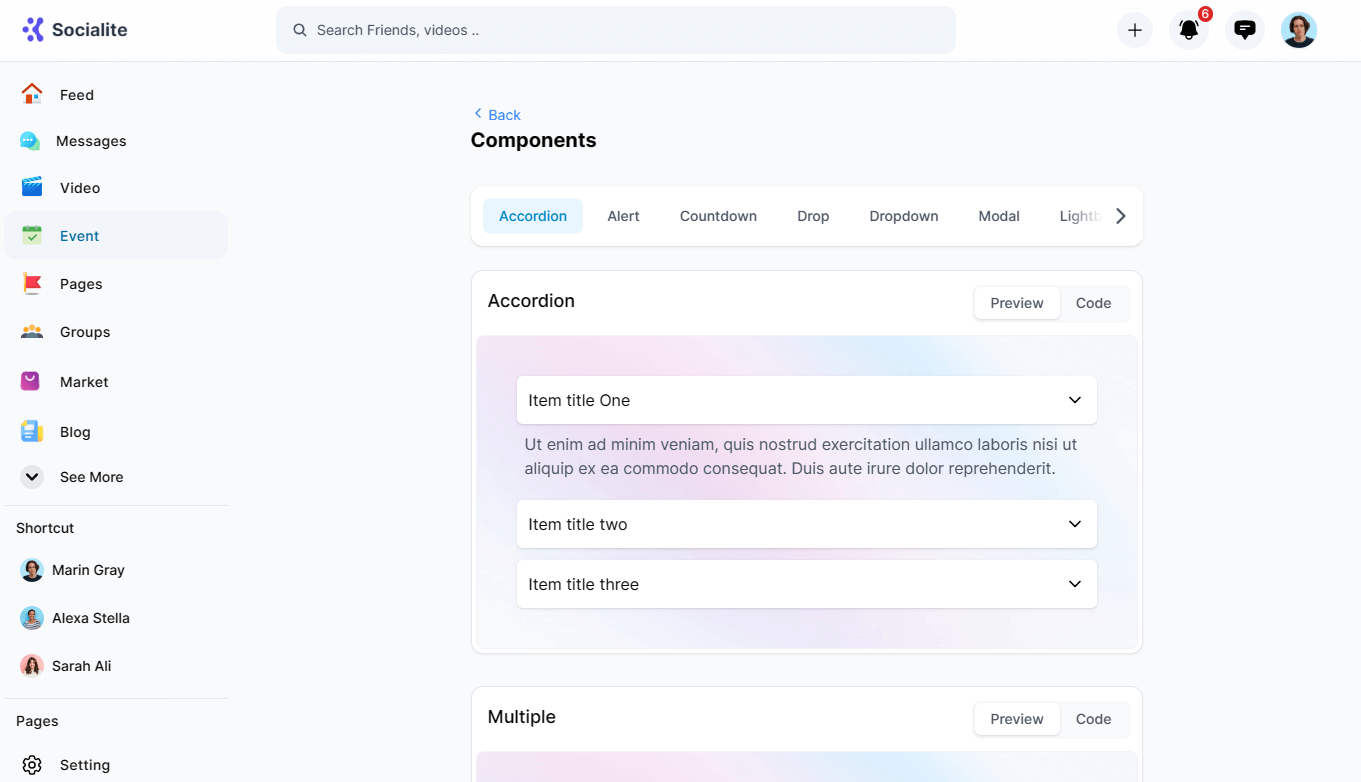 Socialite
Search Friends, videos ..
6
Feed
Messages
Video
Event
Pages
Groups
Market
Blog
See More
Shortcut
Marin Gray
Alexa Stella
Sarah Ali
Pages
Setting
Back
Components
Accordion Alert Countdown Drop Dropdown Modal Lightb
Accordion
Preview Code
Item title One
Ut enim ad minim veniam, quis nostrud exercitation ullamco laboris nisi ut
aliquip ex ea commodo consequat. Duis aute irure dolor reprehenderit.
Item title two
Item title three
Multiple
Preview Code